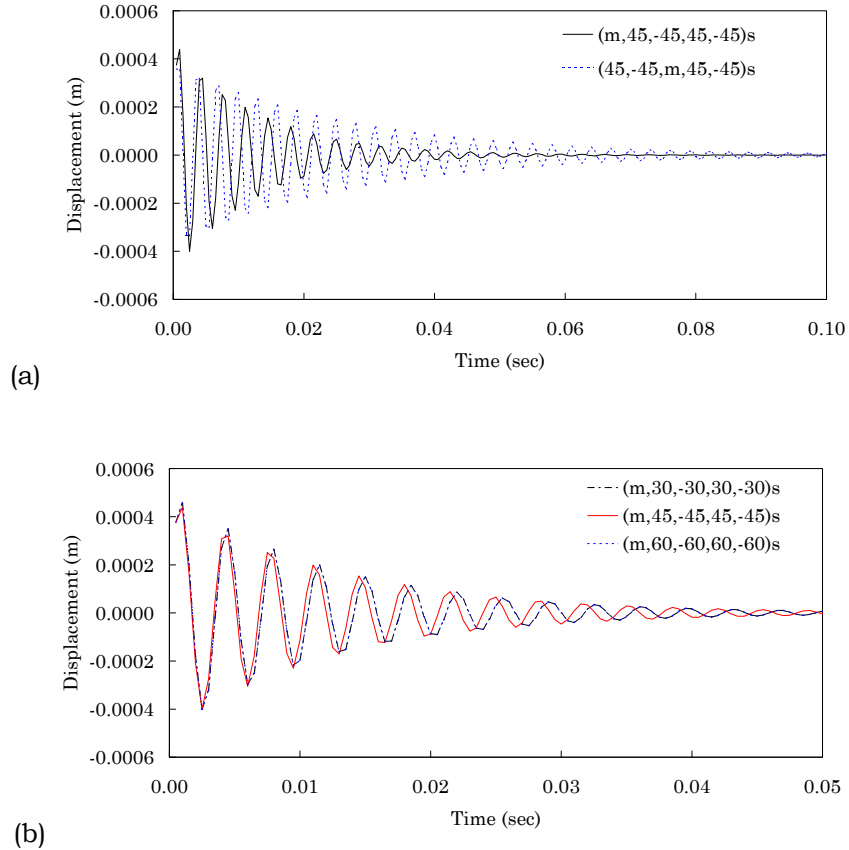 0.0006
0.0004
0.0002
0.0000
-0.0002
-0.0004
-0.0006
Displacement (m)
(m,45,-45,45,-45)s
(45,-45,m,45,-45)s
0.00 0.02 0.04 0.06 0.08 0.10
Time (sec)
(a)
0.0006
0.0004
0.0002
0.0000
-0.0002
-0.0004
-0.0006
Displacement (m)
(m,30,-30,30,-30)s
(m,45,-45,45,-45)s
(m,60,-60,60,-60)s
0.00 0.01 0.02 0.03 0.04 0.05
Time (sec)
(b)